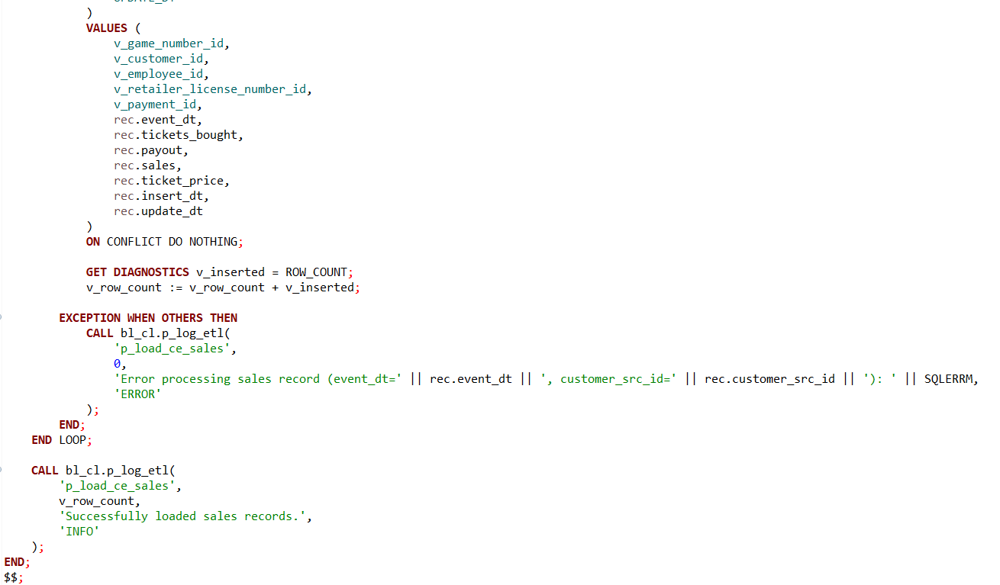 )
VALUES (
v_game_number_id,
v_customer_id,
v_employee_id,
v_retailer_license_number_id,
v_payment_id,
rec.event_dt,
rec.tickets_bought,
rec.payout,
rec.sales,
rec.ticket_price,
rec.insert_dt,
rec.update_dt
)
ON CONFLICT DO NOTHING;
GET DIAGNOSTICS v_inserted = ROW_COUNT;
v_row_count := v_row_count + v_inserted;
EXCEPTION WHEN OTHERS THEN
CALL bl_cl.p_log_etl(
'p_load_ce_sales',
0,
'Error processing sales record (event_dt=' || rec.event_dt || ', customer_src_id=' || rec.customer_src_id || '): ' || SQLERRM,
'ERROR'
);
END;
END LOOP;
CALL bl_cl.p_log_etl(
'p_load_ce_sales',
v_row_count,
'Successfully loaded sales records.',
'INFO'
);
END;
$$;